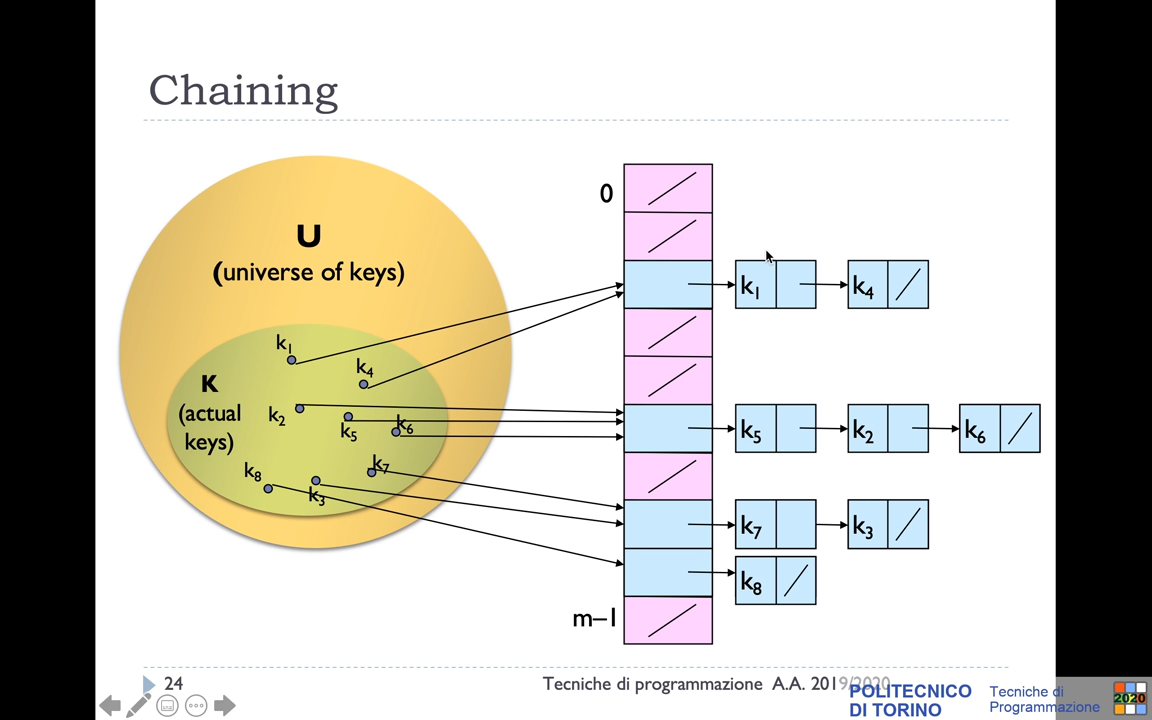 Chaining
U
(universe of keys)
K
(actual
keys)
k1
k4
k2
k5
k6
k7
k8
k3
0
m–1
k1
k4
k5
k2
k6
k7
k3
k8
24
Tecniche di programmazione A.A. 2019/2020
POLITECNICO
DI TORINO
Tecniche di
Programmazione
2020